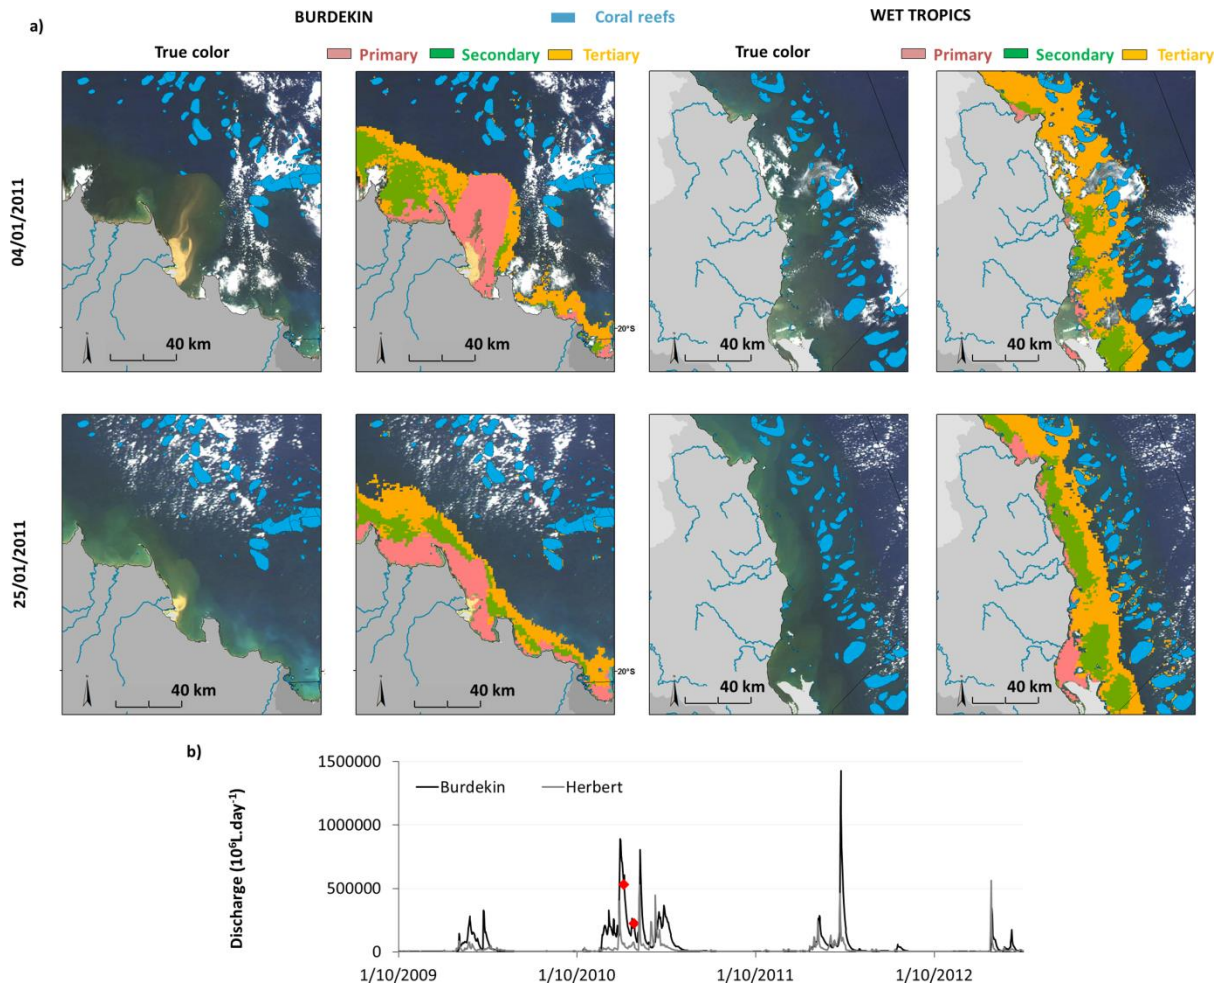 a)
BURDEKIN
Coral reefs
WET TROPICS
True color
Primary
Secondary
Tertiary
True color
Primary
Secondary
Tertiary
04/01/2011
40 km
40 km
20°S
40 km
40 km
25/01/2011
40 km
40 km
20°S
40 km
40 km
b)
Discharge (10⁶L.day⁻¹)
1500000
1000000
500000
0
Burdekin
Herbert
1/10/2009
1/10/2010
1/10/2011
1/10/2012